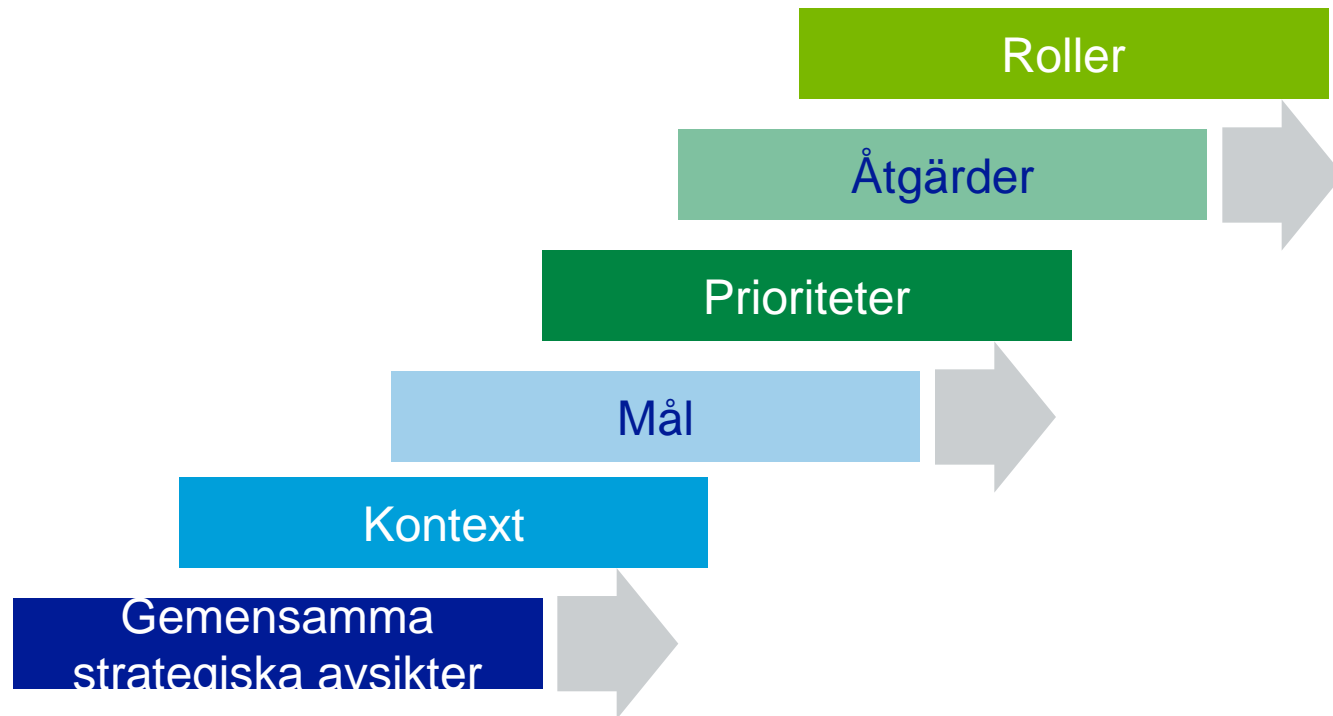 Roller
Åtgärder
Prioriteter
Mål
Kontext
Gemensamma
strategiska avsikter